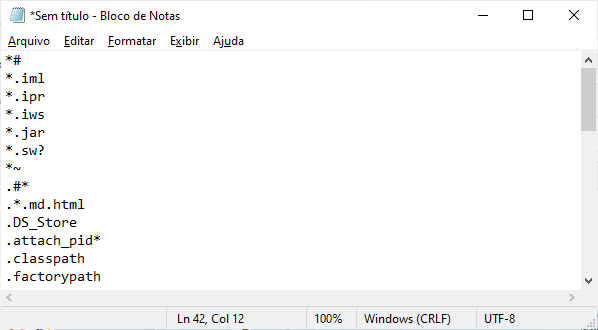 *Sem título - Bloco de Notas
Arquivo Editar Formatar Exibir Ajuda
*#
*.iml
*.ipr
*.iws
*.jar
*.sw?
*~
.#*
.*.md.html
.DS_Store
.attach_pid*
.classpath
.factorypath
Ln 42, Col 12 100% Windows (CRLF) UTF-8